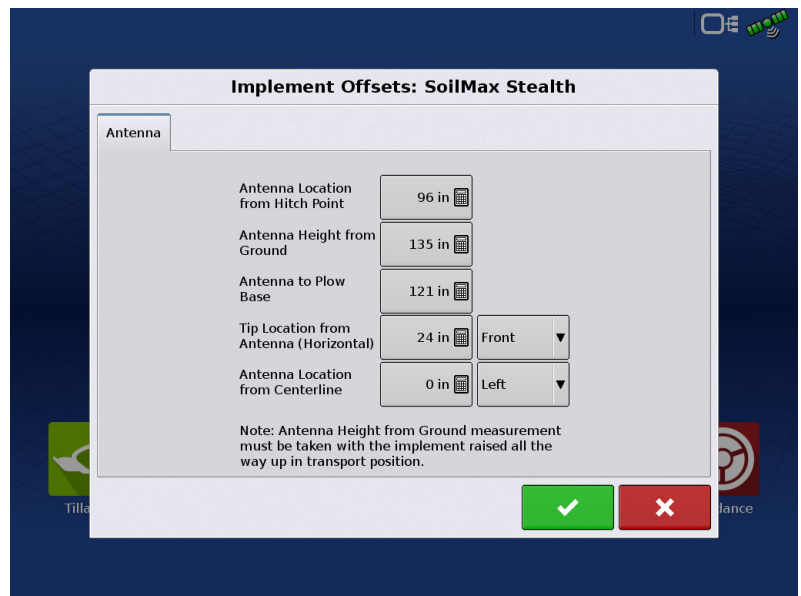 Implement Offsets: SoilMax Stealth
Antenna
Antenna Location
from Hitch Point
96 in
Antenna Height from
Ground
135 in
Antenna to Plow
Base
121 in
Tip Location from
Antenna (Horizontal)
24 in
Front
Antenna Location
from Centerline
0 in
Left
Note: Antenna Height from Ground measurement
must be taken with the implement raised all the
way up in transport position.
Tilla
dance